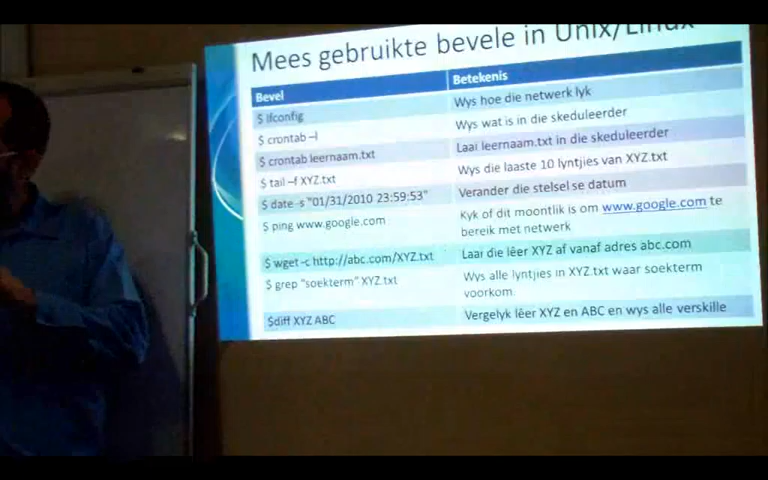 Mees gebruikte bevele in Unix/Linux
Bevel Betekenis
$ ifconfig Wys hoe die netwerk lyk
$ crontab –l Wys wat is in die skeduleerder
$ crontab leernaam.txt Laai leernaam.txt in die skeduleerder
$ tail –f XYZ.txt Wys die laaste 10 lyntjies van XYZ.txt
$ date -s "01/31/2010 23:59:53" Verander die stelsel se datum
$ ping www.google.com Kyk of dit moontlik is om www.google.com te
bereik met netwerk
$ wget -c http://abc.com/XYZ.txt Laai die lêer XYZ af vanaf adres abc.com
$ grep "soekterm" XYZ.txt Wys alle lyntjies in XYZ.txt waar soekterm
voorkom.
$diff XYZ ABC Vergelyk lêer XYZ en ABC en wys alle verskille